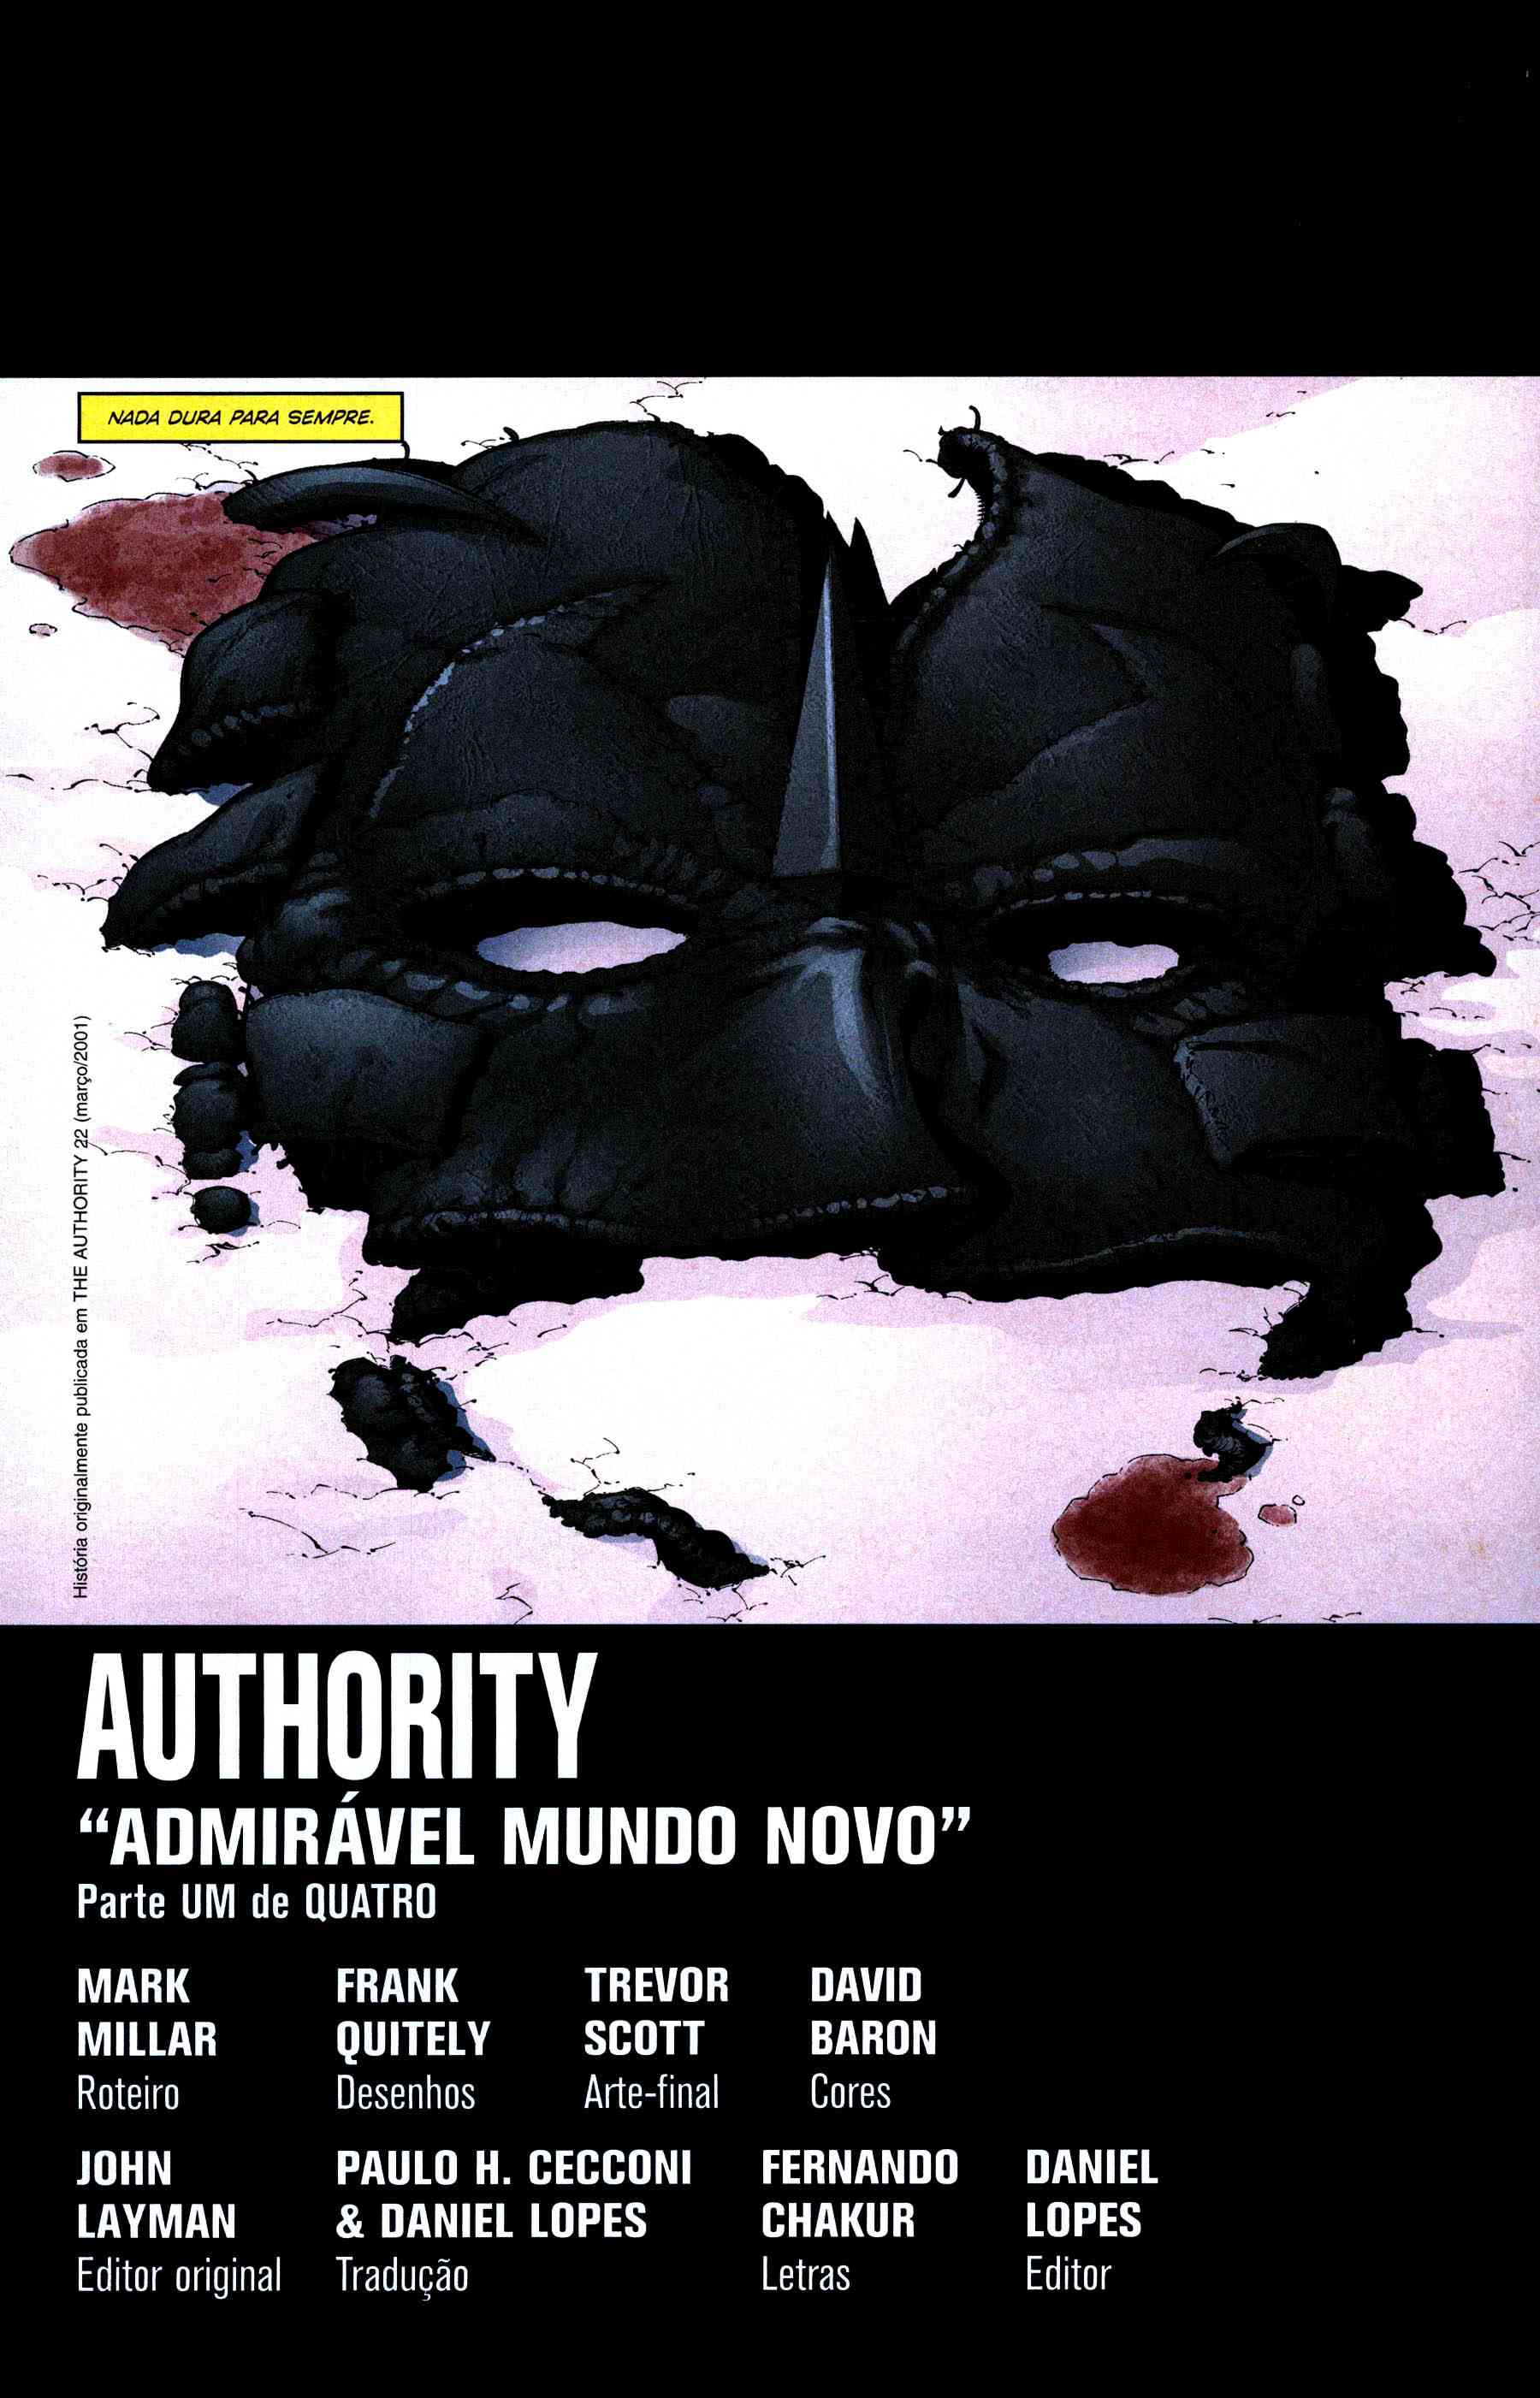 NADA DURA PARA SEMPRE.
História originalmente publicada em THE AUTHORITY 22 (março/2001)
AUTHORITY
“ADMIRÁVEL MUNDO NOVO”
Parte UM de QUATRO
MARK
MILLAR
Roteiro
FRANK
QUITELY
Desenhos
TREVOR
SCOTT
Arte-final
DAVID
BARON
Cores
JOHN
LAYMAN
Editor original
PAULO H. CECCONI
& DANIEL LOPES
Tradução
FERNANDO
CHAKUR
Letras
DANIEL
LOPES
Editor